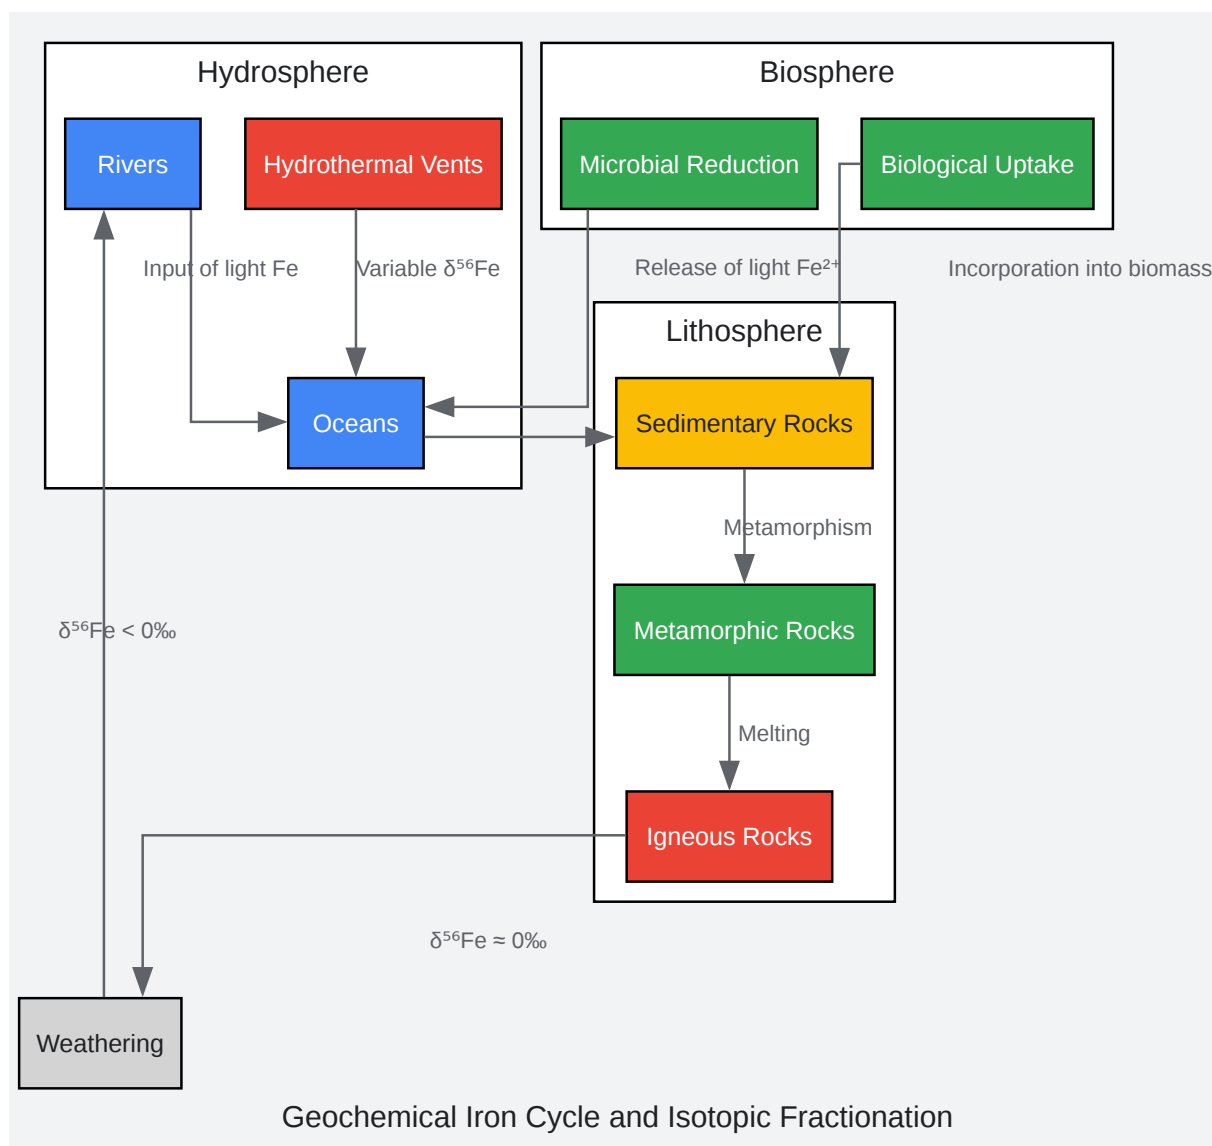 Hydrosphere
Biosphere
Rivers
Hydrothermal Vents
Microbial Reduction
Biological Uptake
Input of light Fe
Variable δ⁵⁶Fe
Release of light Fe²⁺
Incorporation into biomass
Lithosphere
Oceans
Sedimentary Rocks
Metamorphism
δ⁵⁶Fe < 0‰
Metamorphic Rocks
Melting
Igneous Rocks
δ⁵⁶Fe ≈ 0‰
Weathering
Geochemical Iron Cycle and Isotopic Fractionation